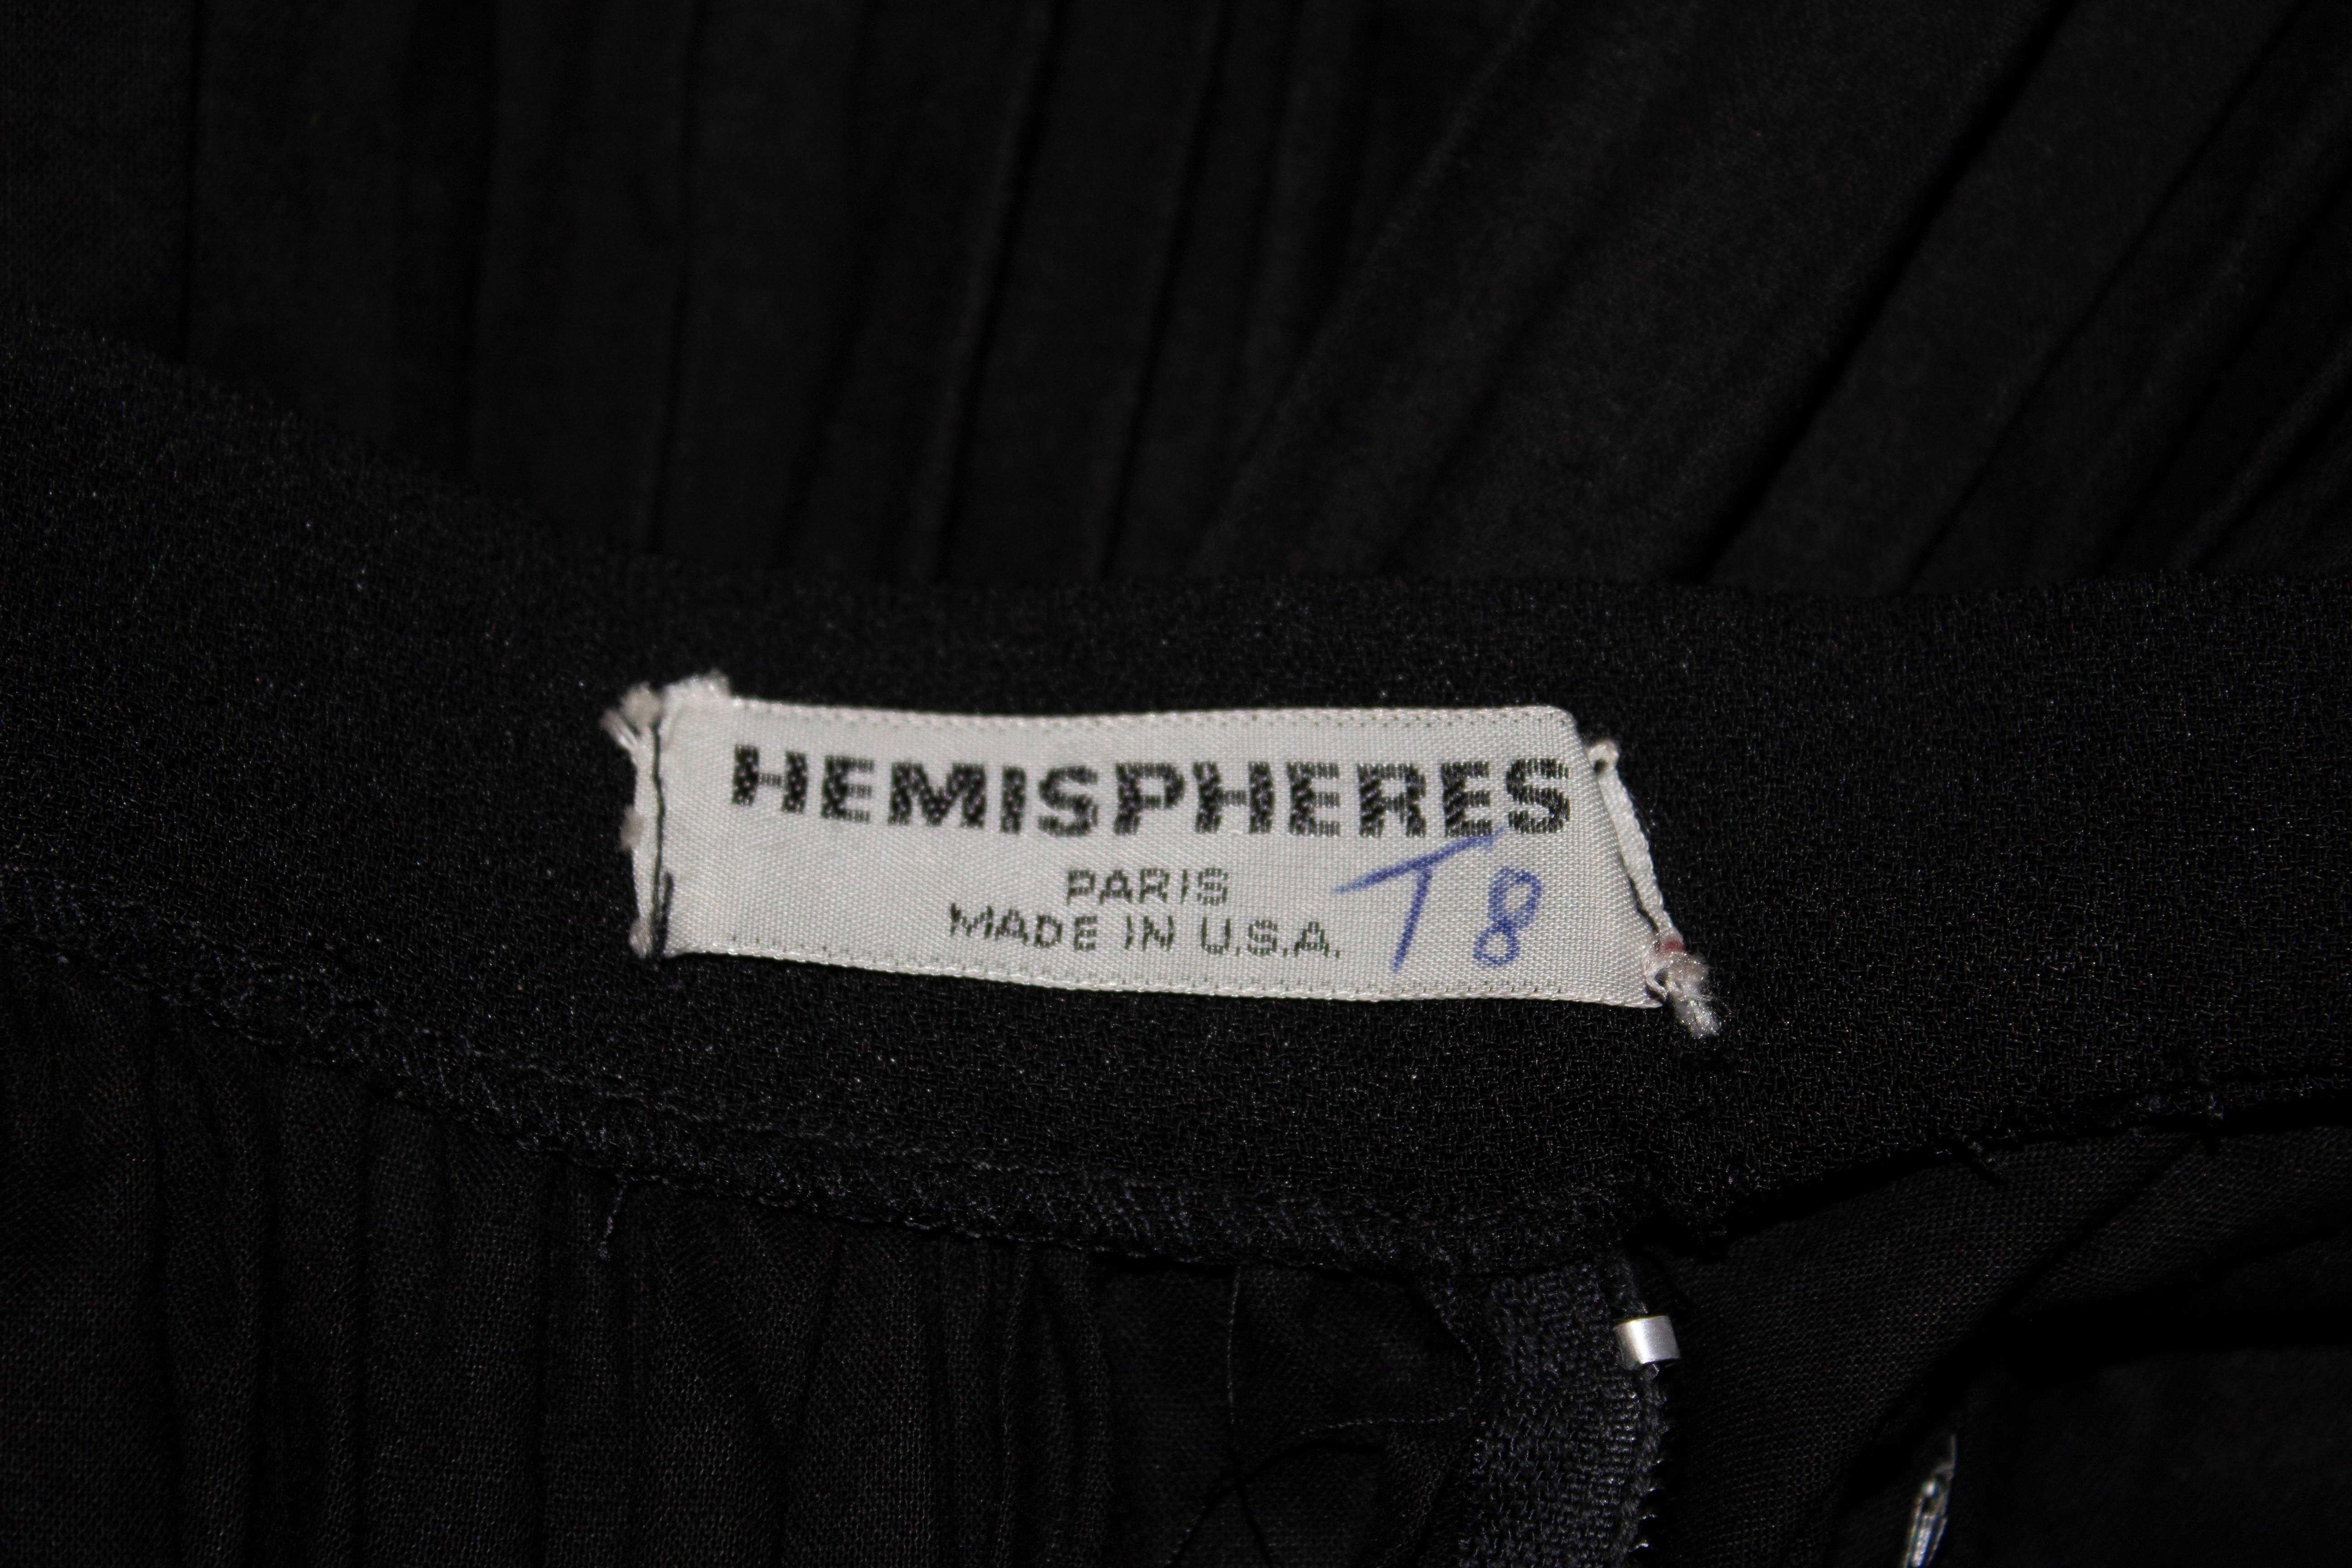 HEMISPHERES
PARIS
MADE IN U.S.A.
T8